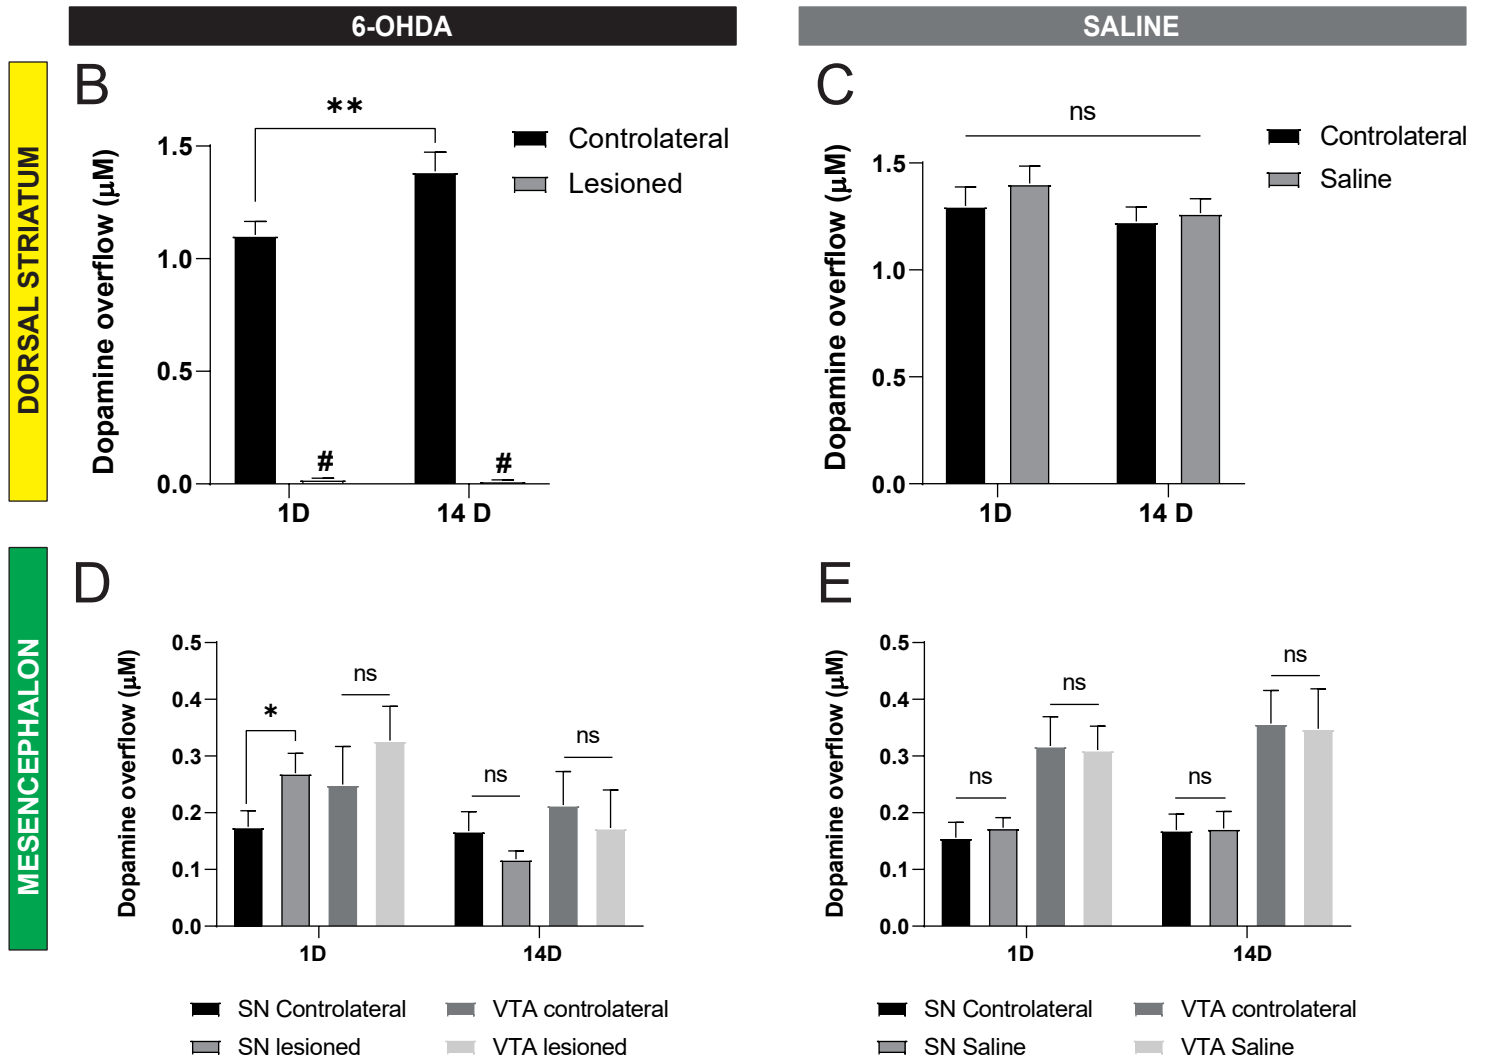 6-OHDA
SALINE
DORSAL STRIATUM
B
**
Controlateral
Lesioned
Dopamine overflow (µM)
1.5
1.0
0.5
0.0
#
#
1D
14 D
C
ns
Controlateral
Saline
Dopamine overflow (µM)
1.5
1.0
0.5
0.0
1D
14 D
MESENCEPHALON
D
Dopamine overflow (µM)
0.5
0.4
0.3
0.2
0.1
0.0
*
ns
ns
ns
1D
14D
SN Controlateral
VTA controlateral
SN lesioned
VTA lesioned
E
Dopamine overflow (µM)
0.5
0.4
0.3
0.2
0.1
0.0
ns
ns
ns
ns
1D
14D
SN Controlateral
VTA controlateral
SN Saline
VTA Saline